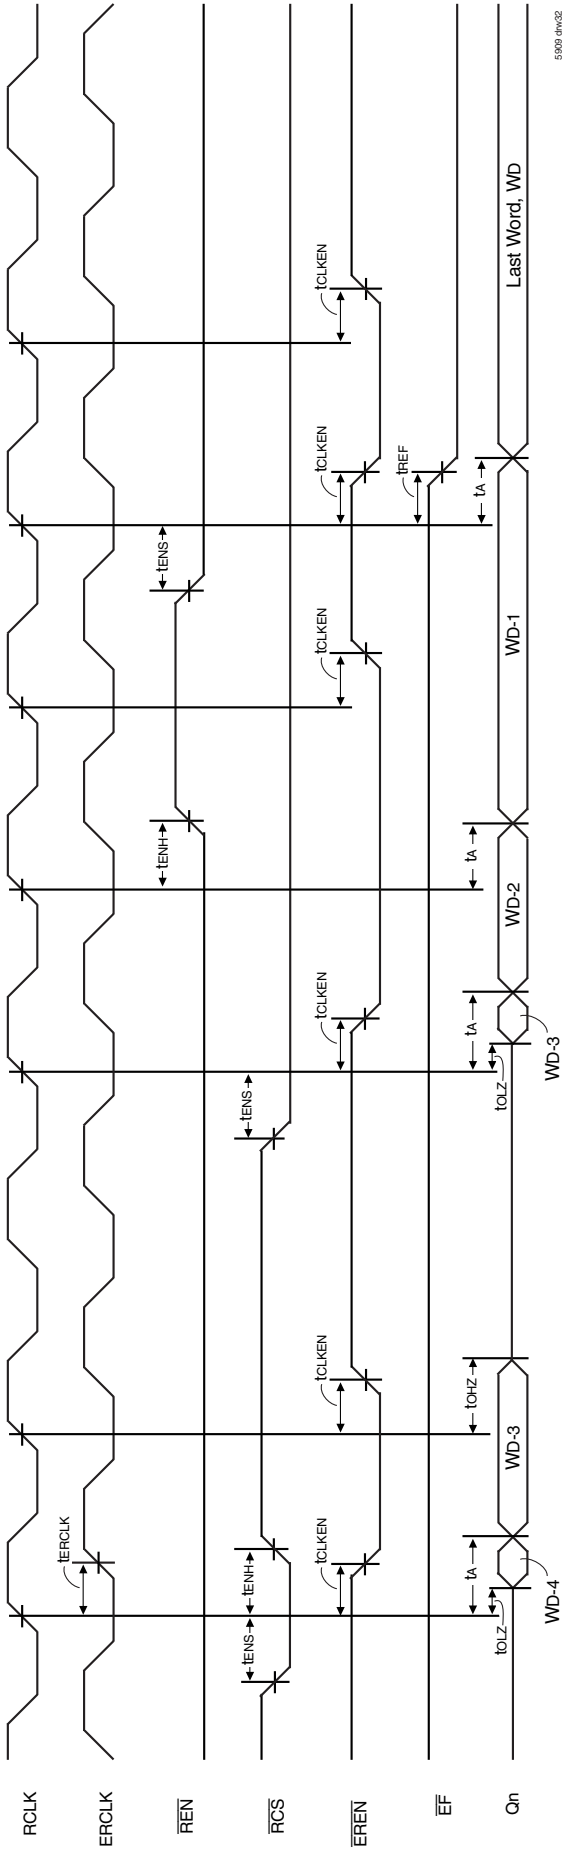 RCLK
tERCLK
ERCLK
tENH
tENS
REN
tENS
tENH
tENS
RCS
tCLKEN
tCLKEN
tCLKEN
tCLKEN
tCLKEN
tCLKEN
EREN
tREF
EF
tA
tOHZ
tA
tA
tA
tOLZ
tOLZ
Qn
WD-3
WD-2
WD-1
Last Word, WD
WD-4
WD-3
5909 drw32